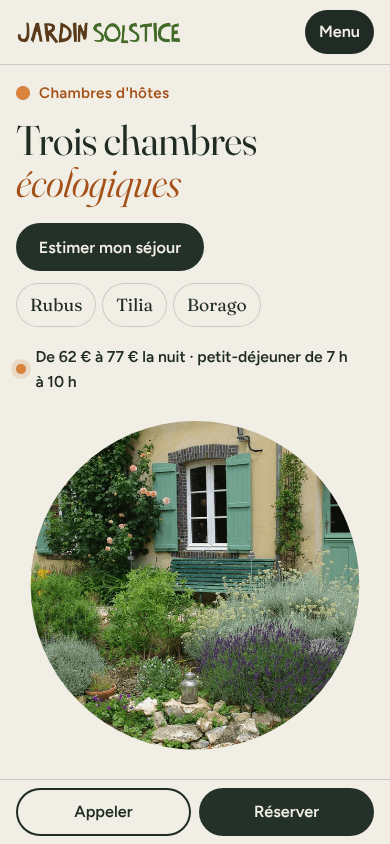 JARDIN SOLSTICE
Menu
Chambres d'hôtes
Trois chambres
écologiques
Estimer mon séjour
Rubus
Tilia
Borago
De 62 € à 77 € la nuit · petit-déjeuner de 7 h
à 10 h
Appeler
Réserver